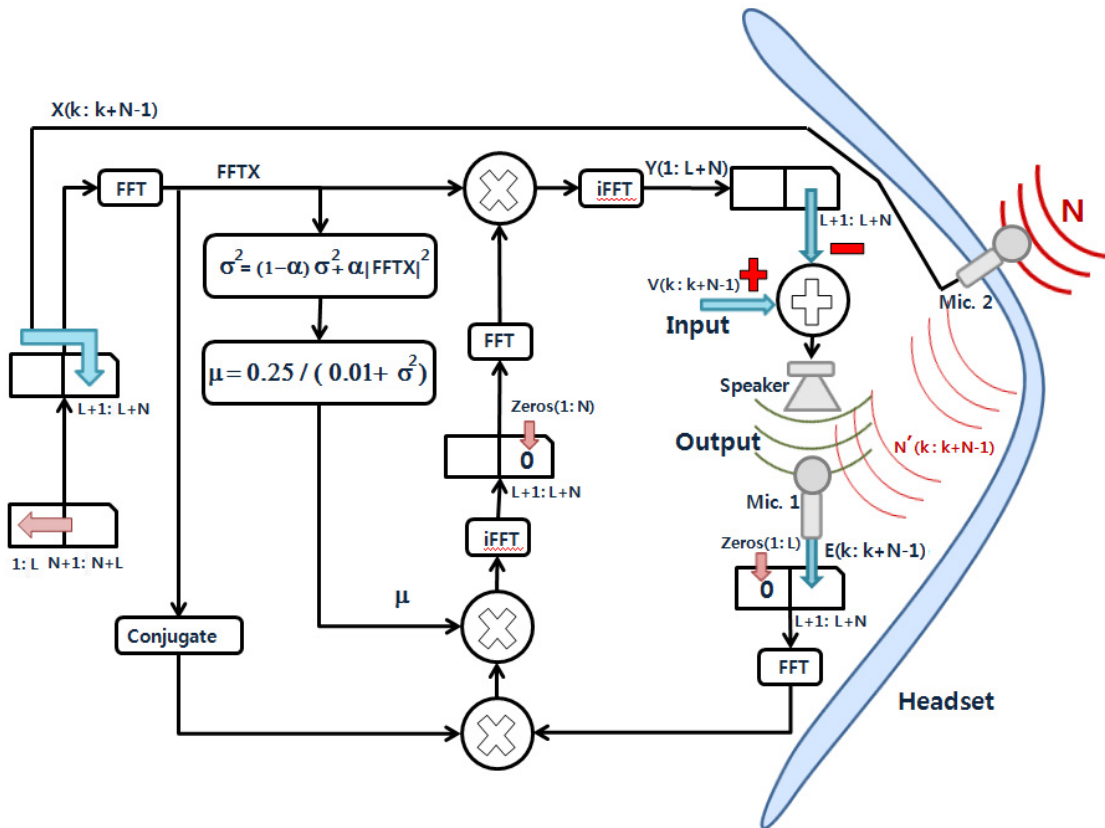 X(k: k+N-1)
FFT
FFTX
iFFT
Y(1: L+N)
L+1: L+N
N
σ² = (1-α) σ²+ α| FFTX|²
V(k: k+N-1)
Input
Mic. 2
μ = 0.25 / ( 0.01+ σ²)
FFT
Speaker
L+1: L+N
Zeros(1: N)
0
Output
N′(k: k+N-1)
L+1: L+N
Mic. 1
iFFT
Zeros(1: L)
E(k: k+N-1)
1: L
N+1: N+L
0
μ
L+1: L+N
Conjugate
FFT
Headset